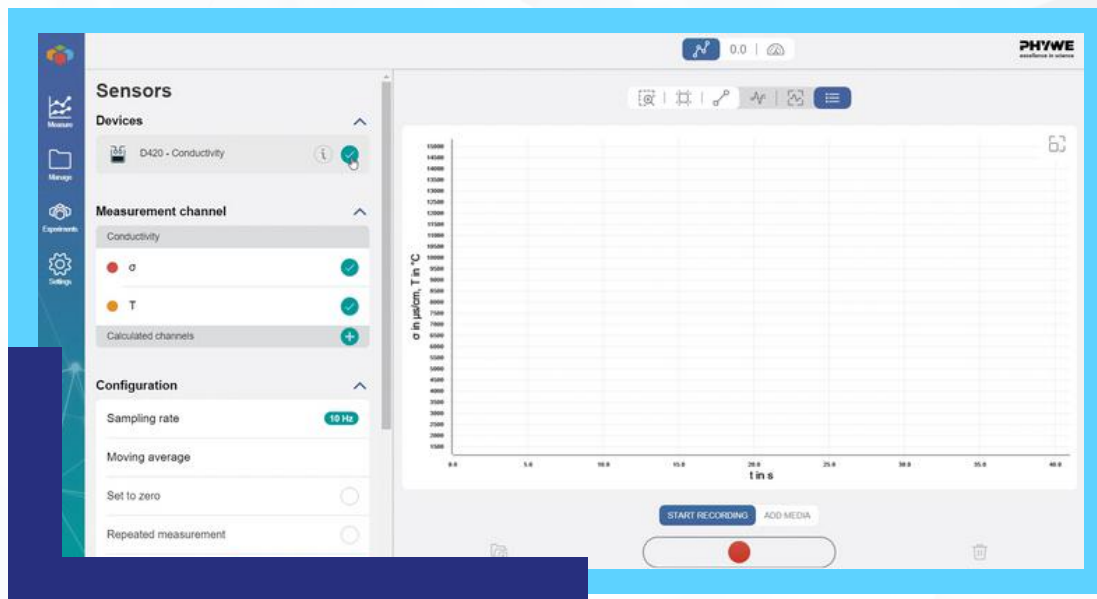 0.0
PHYWE
excellence in science
Measure
Manage
Experiments
Settings
Sensors
Devices
D420 - Conductivity
i
Measurement channel
Conductivity
σ
T
Calculated channels
Configuration
Sampling rate 10 Hz
Moving average
Set to zero
Repeated measurement
σ in µs/cm, T in °C
15000
14500
14000
13500
13000
12500
12000
11500
11000
10500
10000
9500
9000
8500
8000
7500
7000
6500
6000
5500
5000
4500
4000
3500
3000
2500
2000
1500
0.0 5.0 10.0 15.0 20.0 25.0 30.0 35.0 40.0
t in s
START RECORDING ADD MEDIA